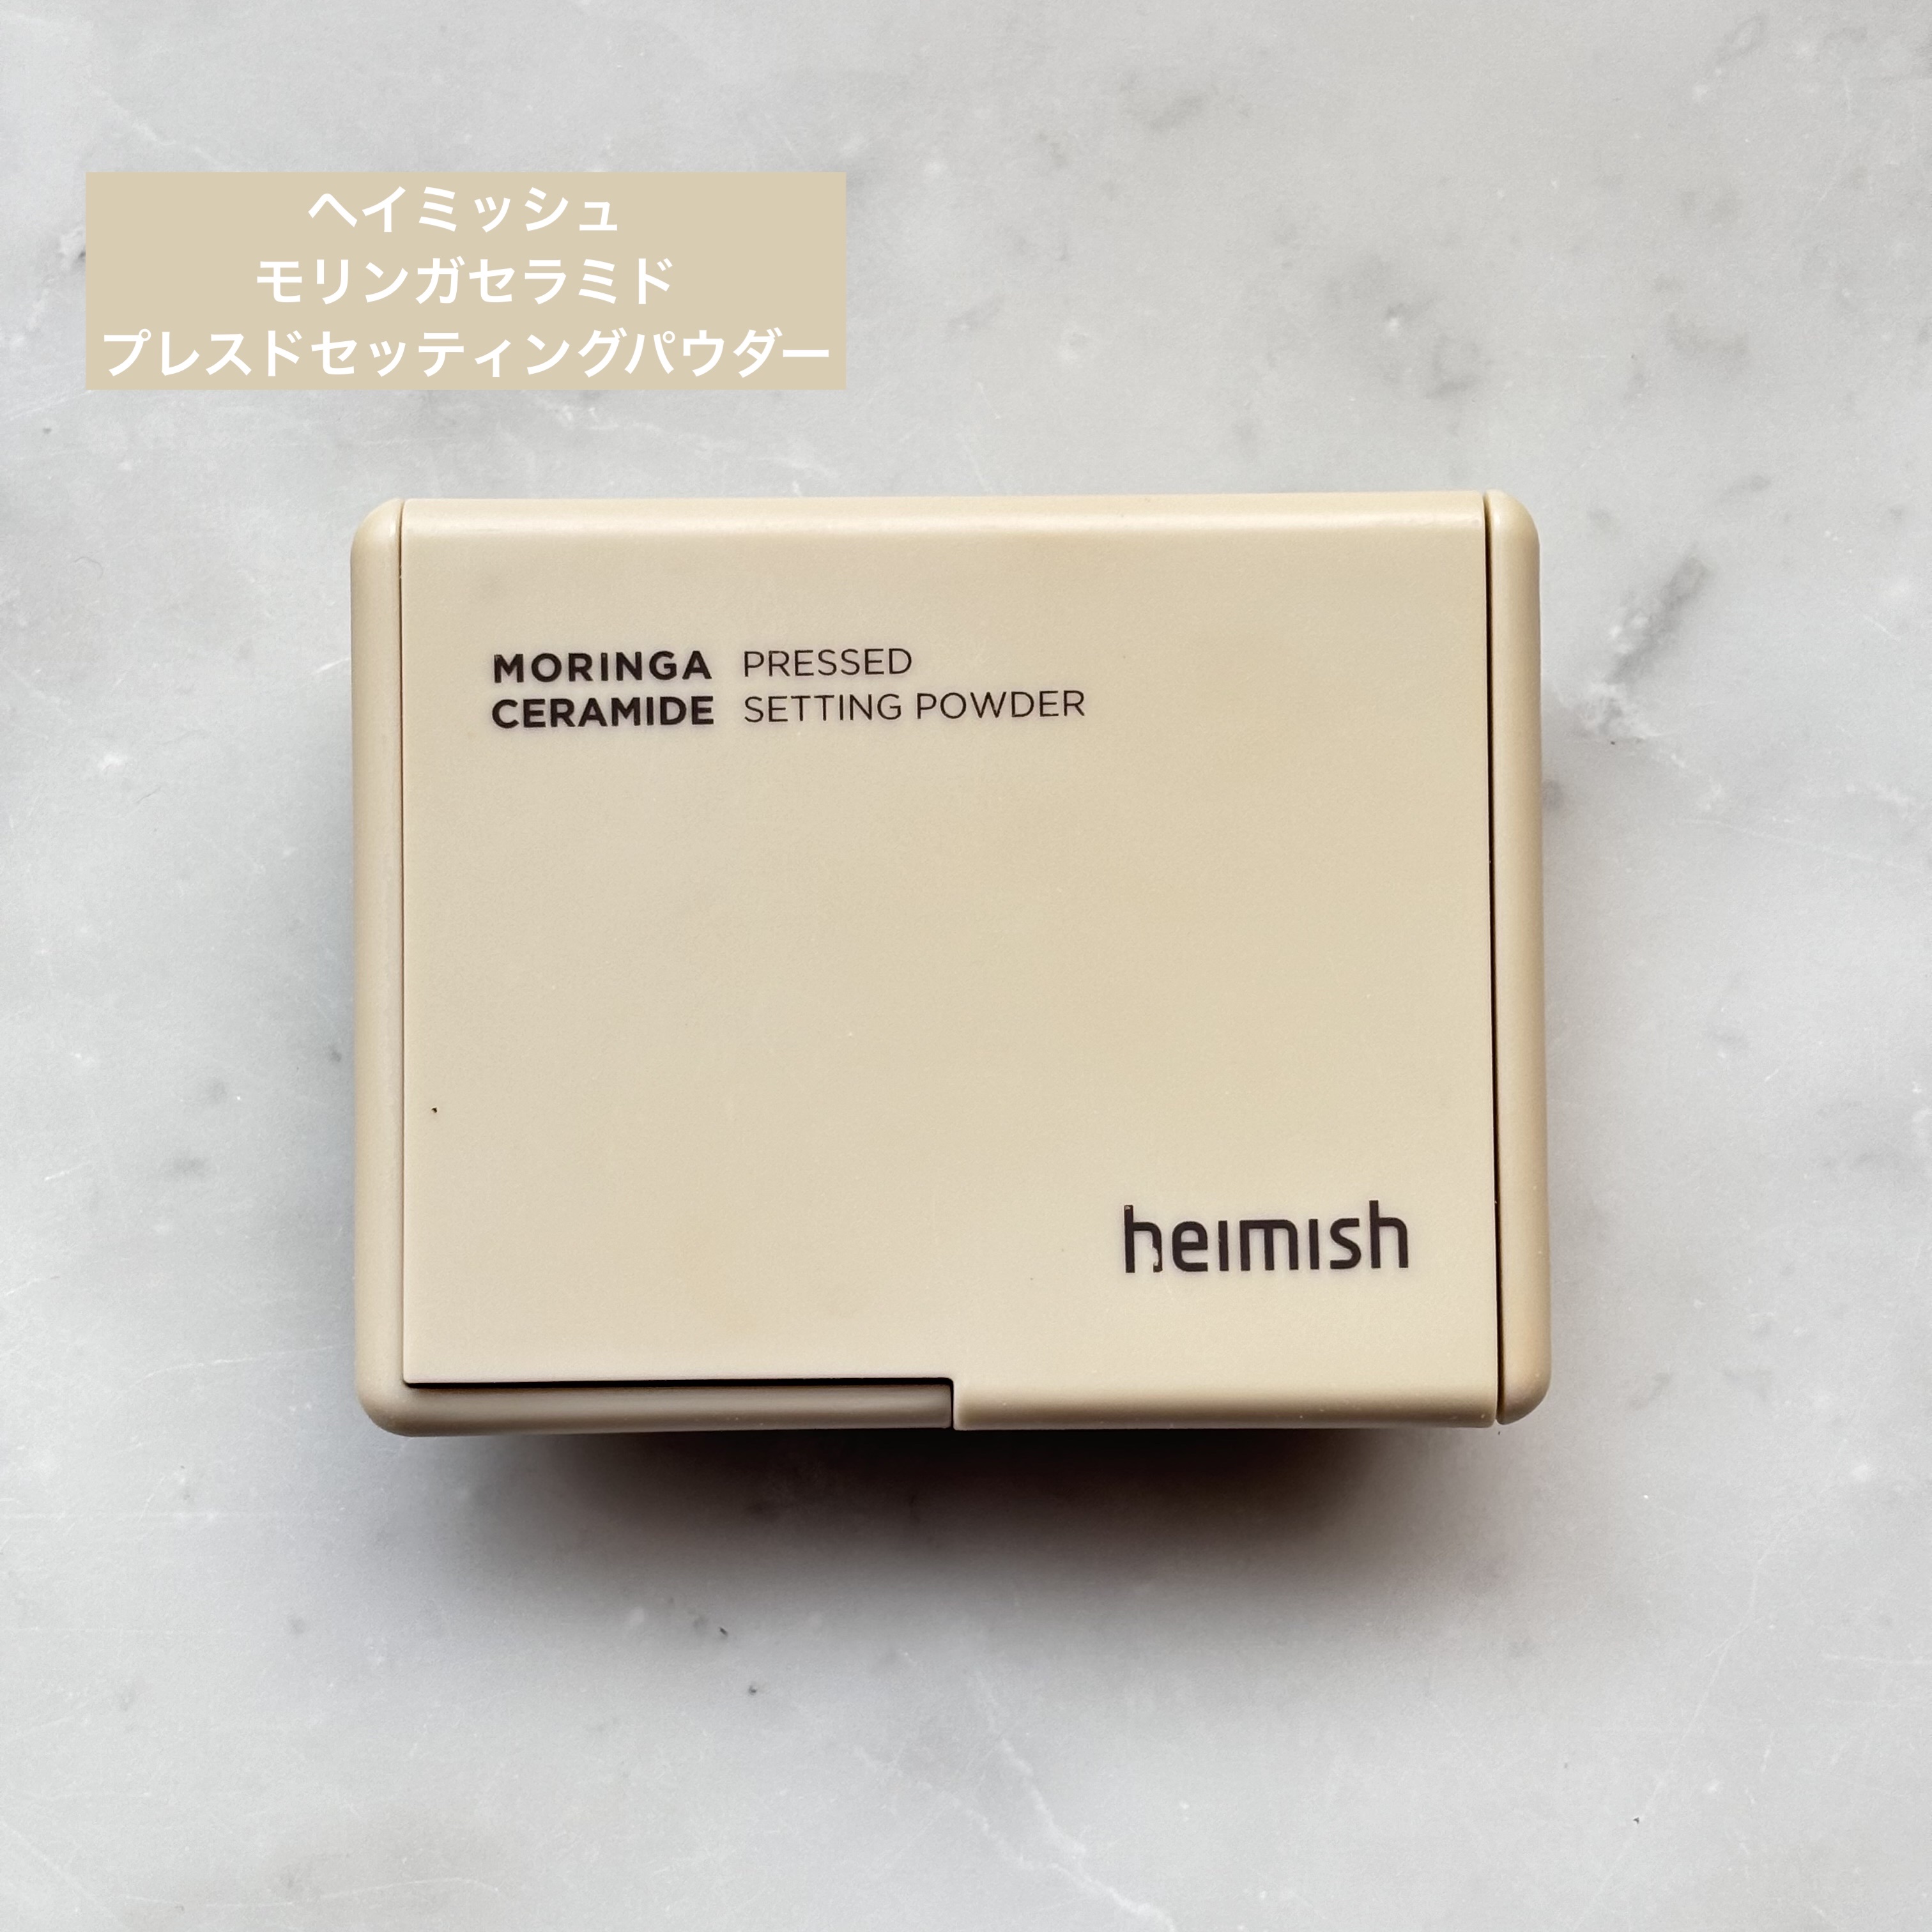 ヘイミッシュ
モリンガセラミド
プレスドセッティングパウダー
MORINGA PRESSED
CERAMIDE SETTING POWDER
heimish